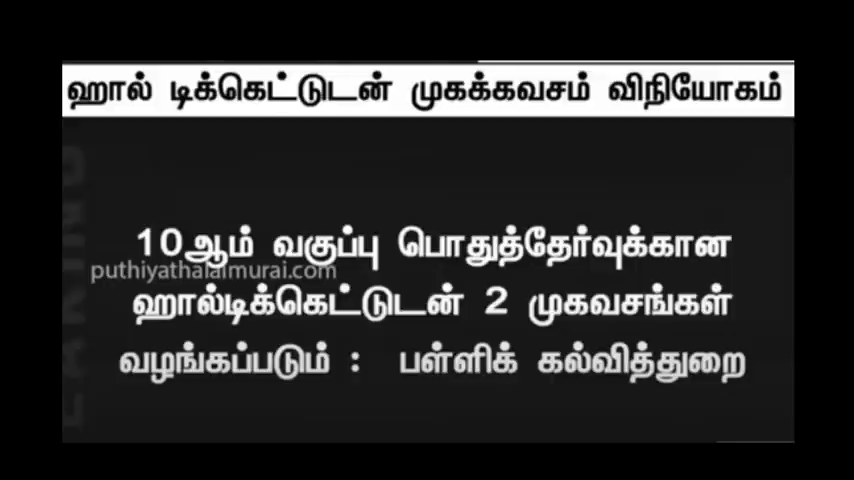 ஹால் டிக்கெட்டுடன் முகக்கவசம் விநியோகம்
10ஆம் வகுப்பு பொதுத்தேர்வுக்கான
puthiyathalaimurai.com
ஹால்டிக்கெட்டுடன் 2 முகவசங்கள்
வழங்கப்படும் : பள்ளிக் கல்வித்துறை